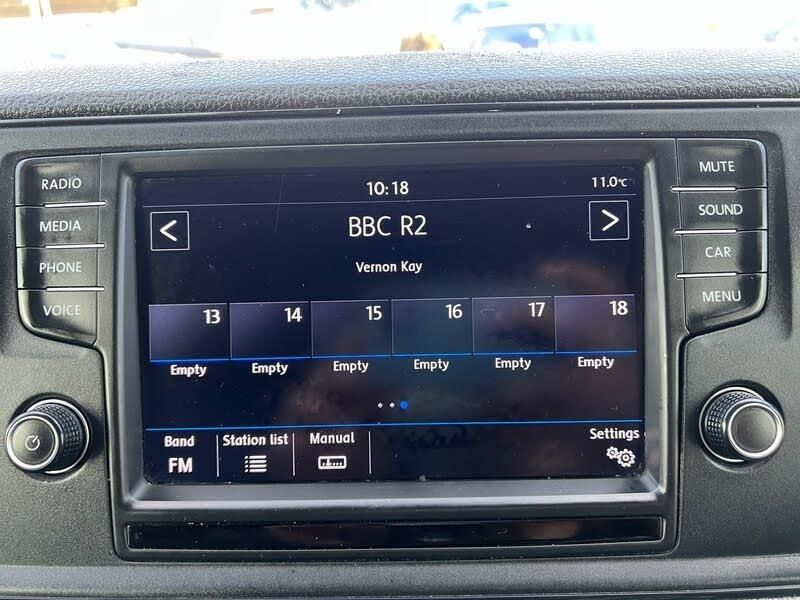 RADIO
MEDIA
PHONE
VOICE
10:18
11.0°C
<
BBC R2
>
Vernon Kay
13 14 15 16 17 18
Empty Empty Empty Empty Empty Empty
Band Station list Manual Settings
FM
MUTE
SOUND
CAR
MENU